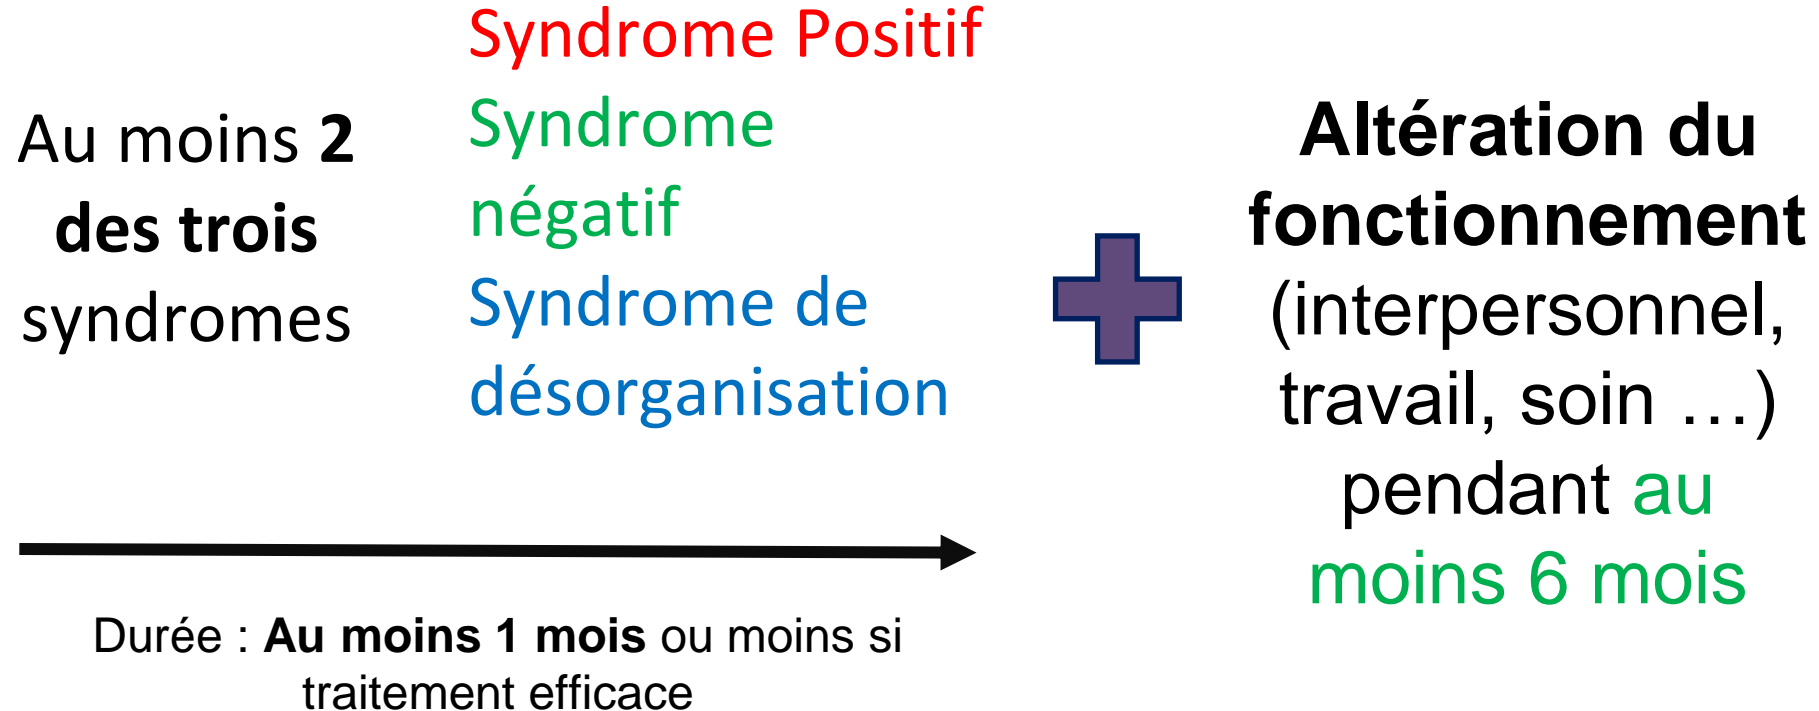 Au moins 2
des trois
syndromes
Syndrome Positif
Syndrome
négatif
Syndrome de
désorganisation
Altération du
fonctionnement
(interpersonnel,
travail, soin …)
pendant au
moins 6 mois
Durée : Au moins 1 mois ou moins si
traitement efficace